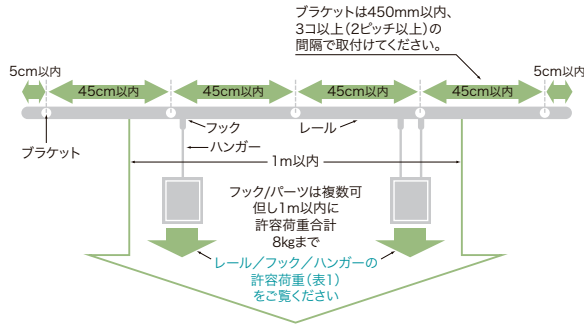 ブラケットは450mm以内、
3コ以上(2ピッチ以上)の
間隔で取付けてください。
5cm以内
45cm以内
45cm以内
45cm以内
45cm以内
5cm以内
ブラケット
フック
レール
ハンガー
1m以内
フック/パーツは複数可
但し1m以内に
許容荷重合計
8kgまで
レール/フック/ハンガーの
許容荷重(表1)
をご覧ください